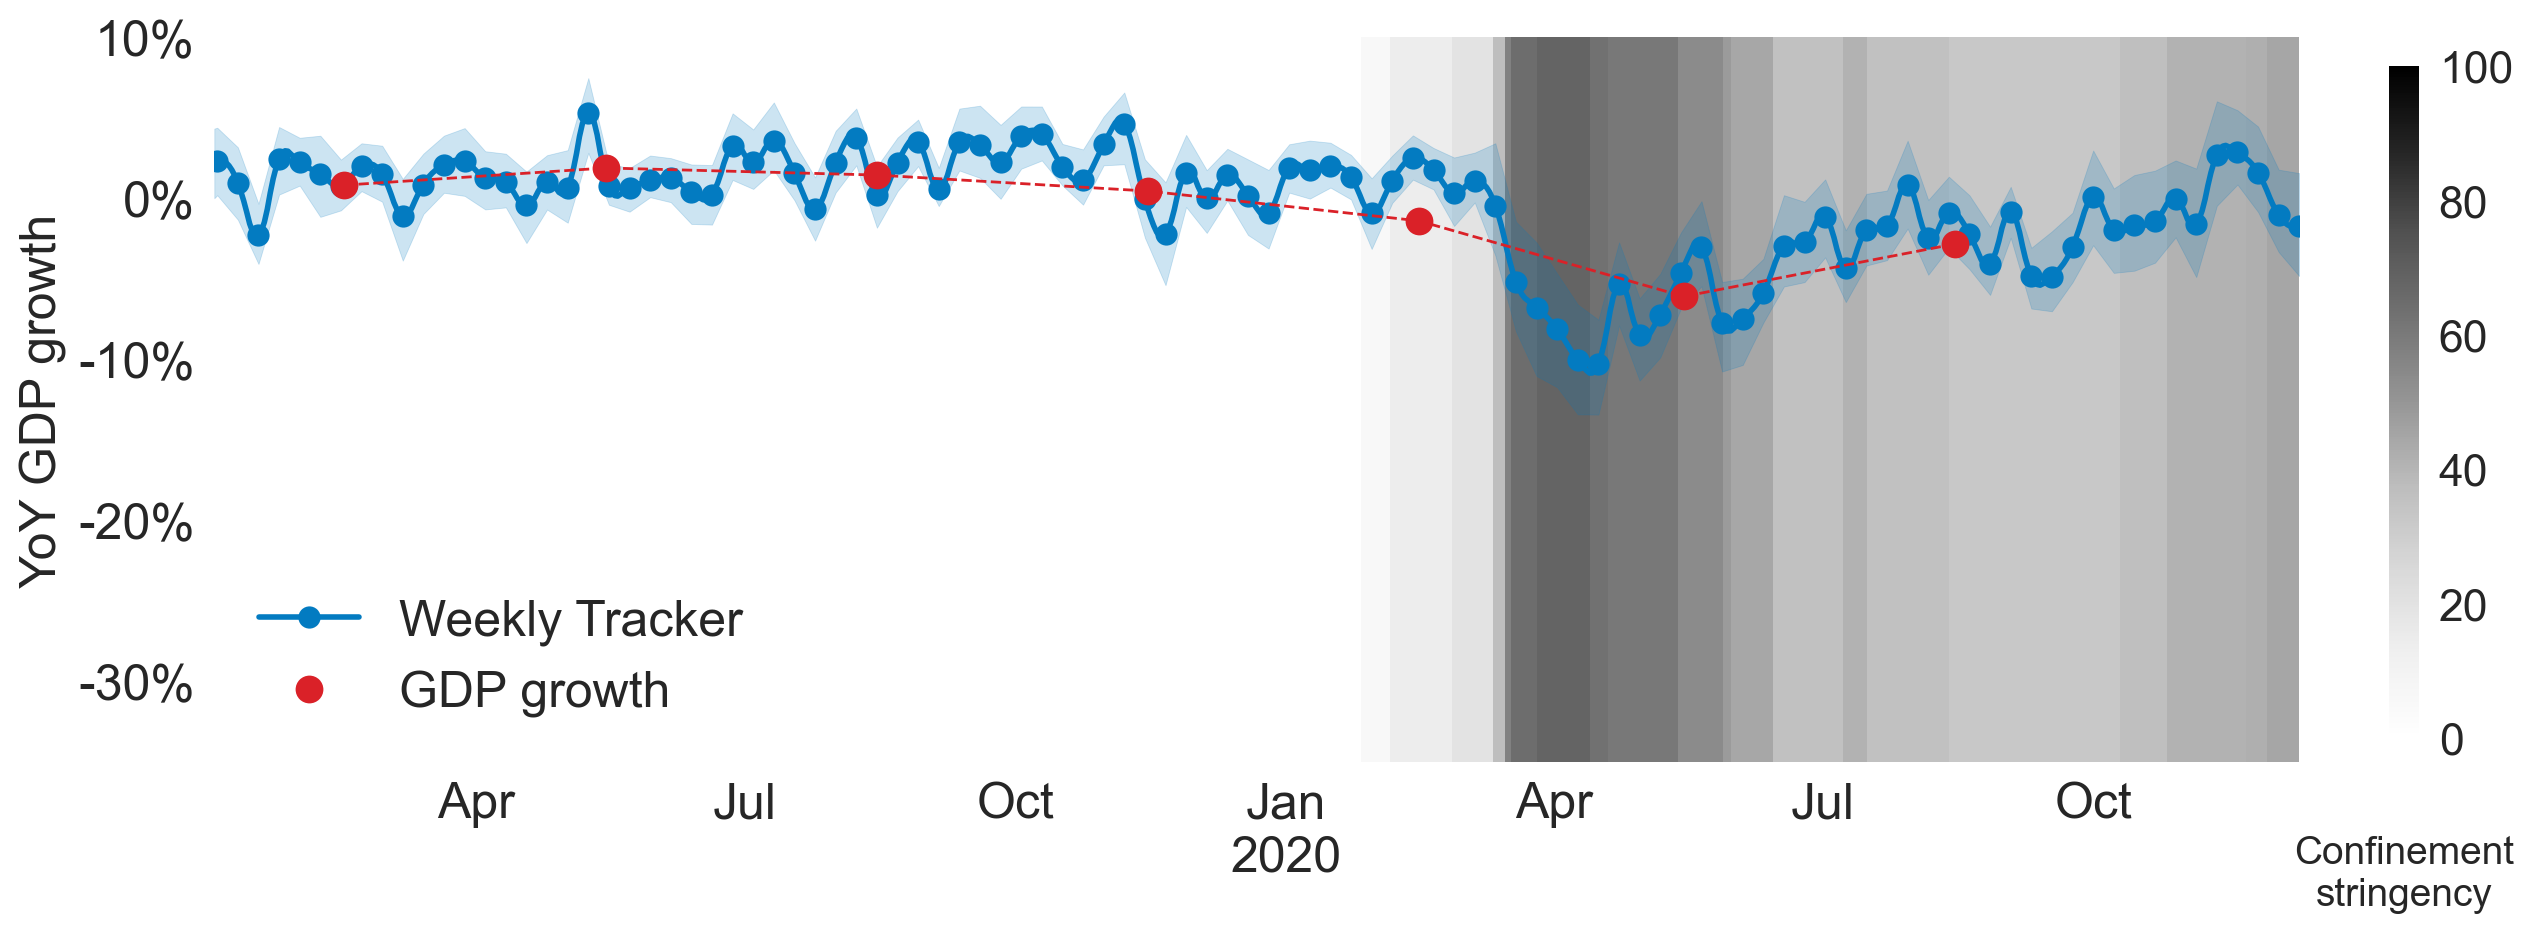 10%
0%
-10%
-20%
-30%
YoY GDP growth
Weekly Tracker
GDP growth
Apr
Jul
Oct
Jan
2020
Apr
Jul
Oct
100
80
60
40
20
0
Confinement
stringency